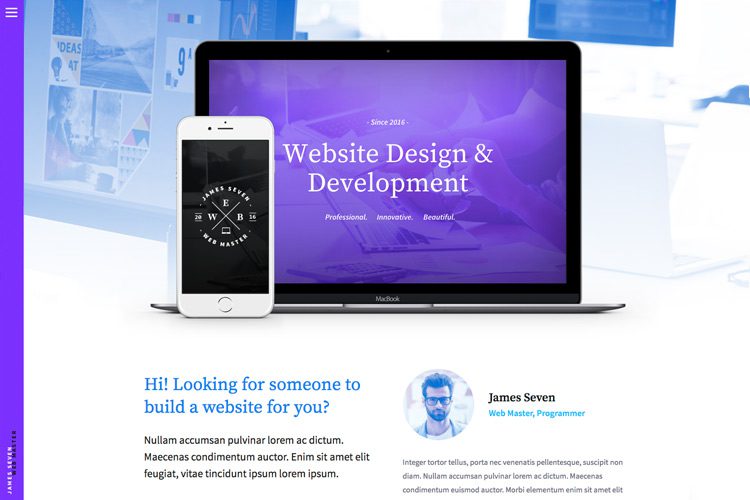 IDEAS
AT
9
- Since 2016 -
Website Design &
Development
Professional. Innovative. Beautiful.
JAMES SEVEN
E
20 W B 16
WEB MASTER
MacBook
Hi! Looking for someone to
build a website for you?
Nullam accumsan pulvinar lorem ac dictum.
Maecenas condimentum auctor. Enim sit amet elit
feugiat, vitae tincidunt ipsum lorem ipsum.
James Seven
Web Master, Programmer
Integer tortor tellus, porta nec venenatis pellentesque, suscipit non
diam. Nullam accumsan pulvinar lorem ac dictum. Maecenas
condimentum euismod auctor. Morbi elementum enim sit amet elit
JAMES SEVEN
WEB MASTER